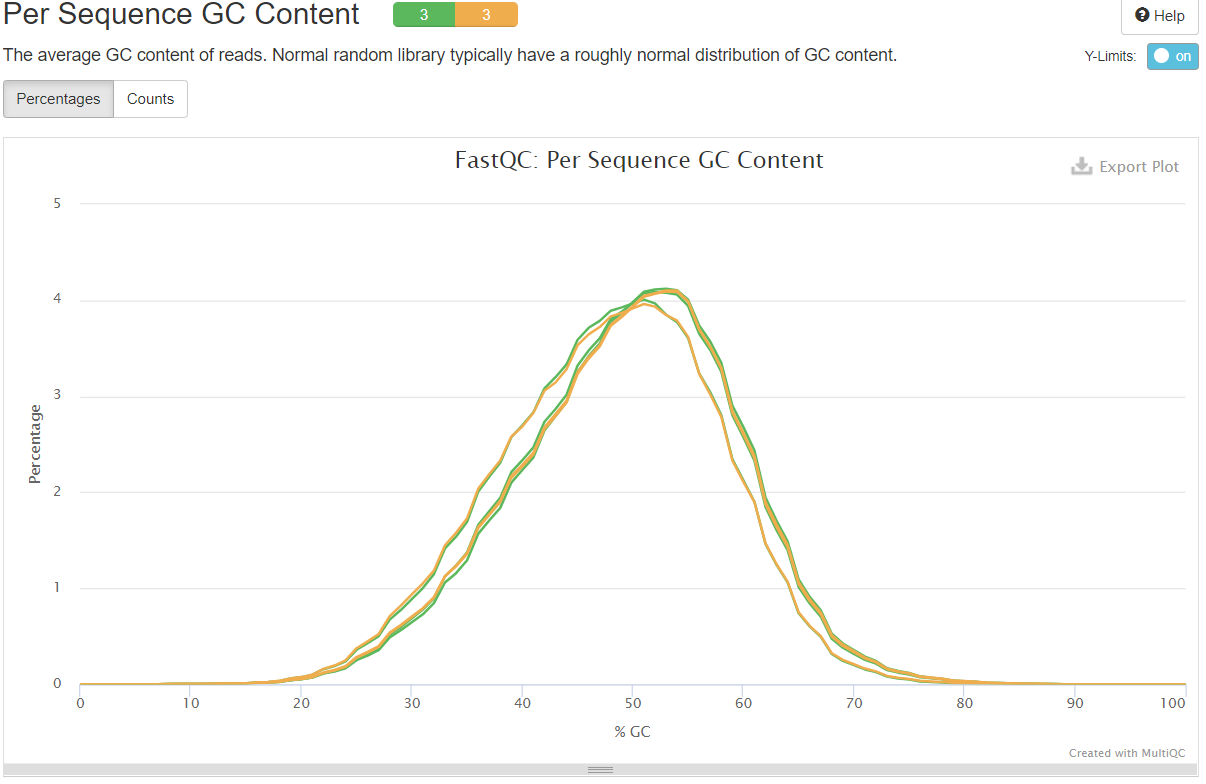 Per Sequence GC Content 3 3 Help
The average GC content of reads. Normal random library typically have a roughly normal distribution of GC content. Y-Limits: on
Percentages Counts
FastQC: Per Sequence GC Content
Export Plot
5
4
3
2
1
0
Percentage
0 10 20 30 40 50 60 70 80 90 100
% GC
Created with MultiQC